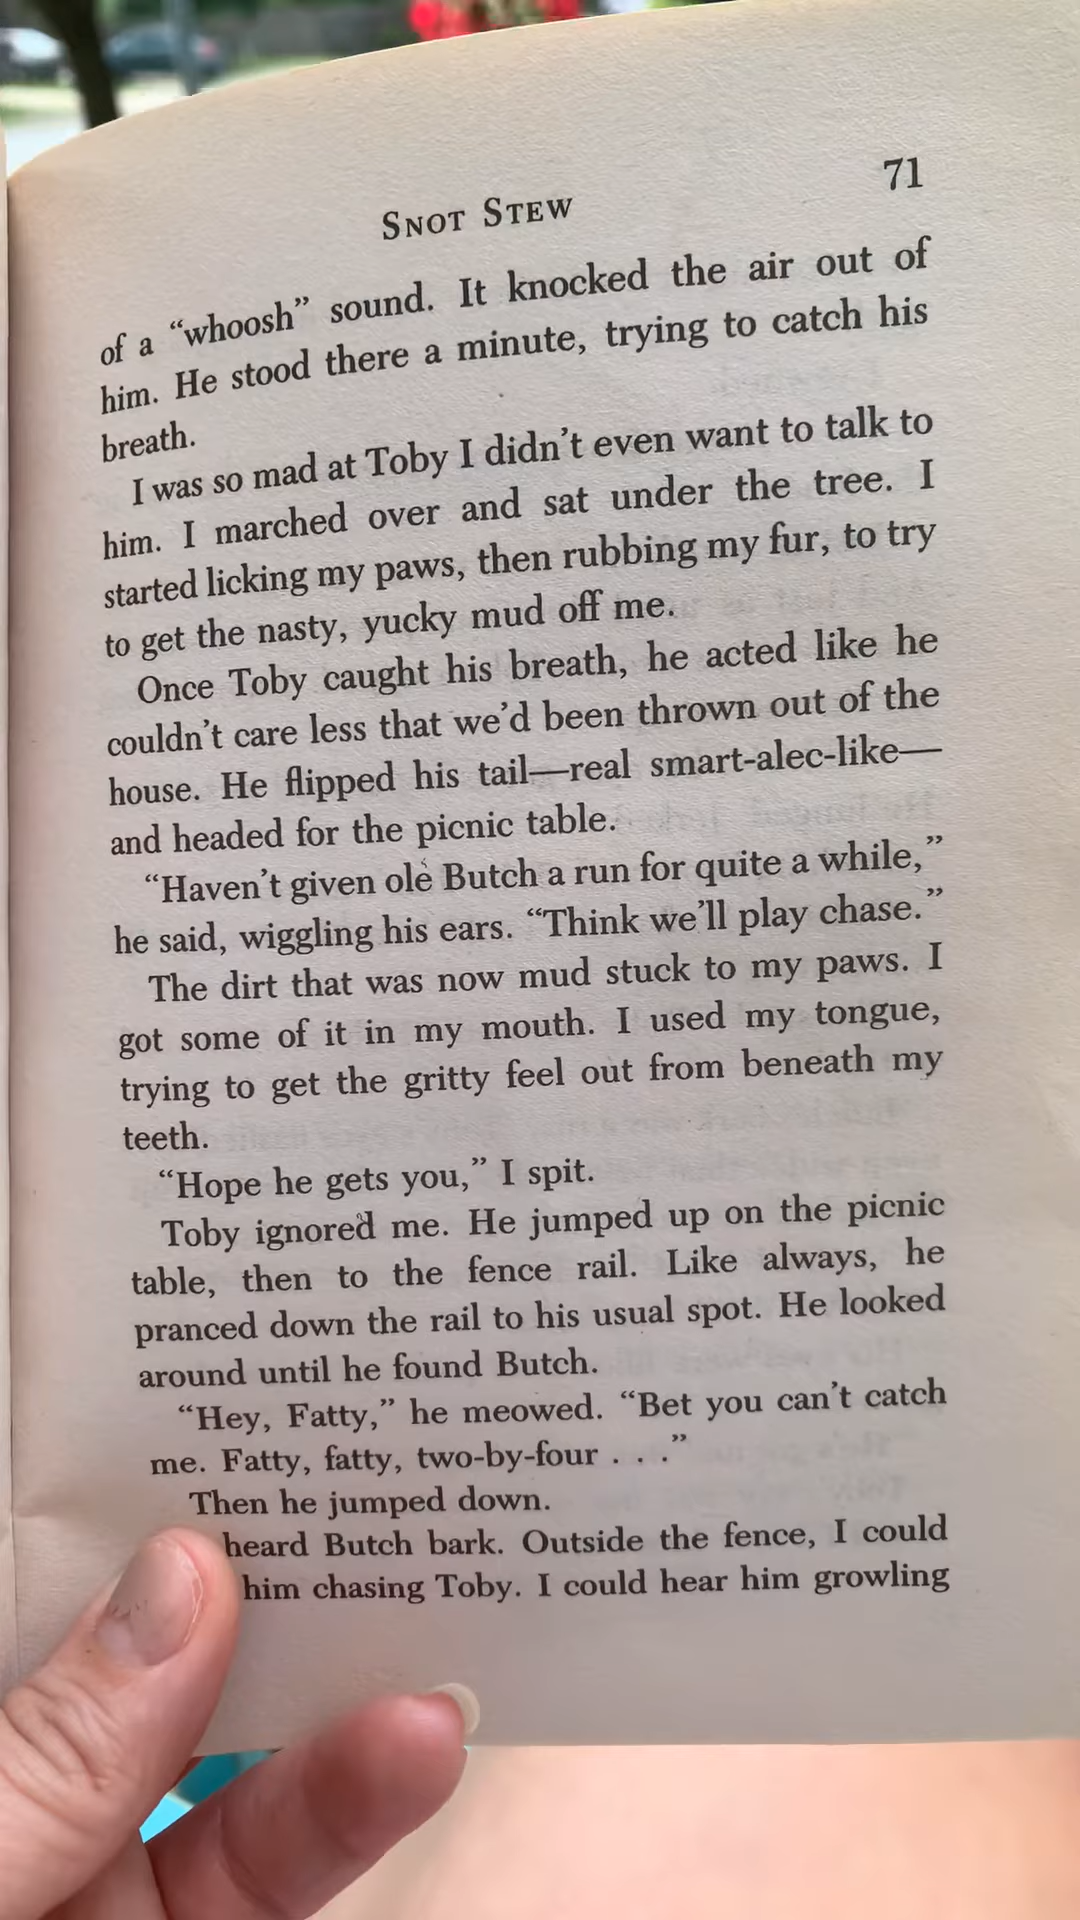 71
SNOT STEW
of a “whoosh” sound. It knocked the air out of
him. He stood there a minute, trying to catch his
breath.
I was so mad at Toby I didn’t even want to talk to
him. I marched over and sat under the tree. I
started licking my paws, then rubbing my fur, to try
to get the nasty, yucky mud off me.
Once Toby caught his breath, he acted like he
couldn’t care less that we’d been thrown out of the
house. He flipped his tail—real smart-alec-like—
and headed for the picnic table.
“Haven’t given ole Butch a run for quite a while,”
he said, wiggling his ears. “Think we’ll play chase.”
The dirt that was now mud stuck to my paws. I
got some of it in my mouth. I used my tongue,
trying to get the gritty feel out from beneath my
teeth.
“Hope he gets you,” I spit.
Toby ignored me. He jumped up on the picnic
table, then to the fence rail. Like always, he
pranced down the rail to his usual spot. He looked
around until he found Butch.
“Hey, Fatty,” he meowed. “Bet you can’t catch
me. Fatty, fatty, two-by-four . . .”
Then he jumped down.
heard Butch bark. Outside the fence, I could
him chasing Toby. I could hear him growling